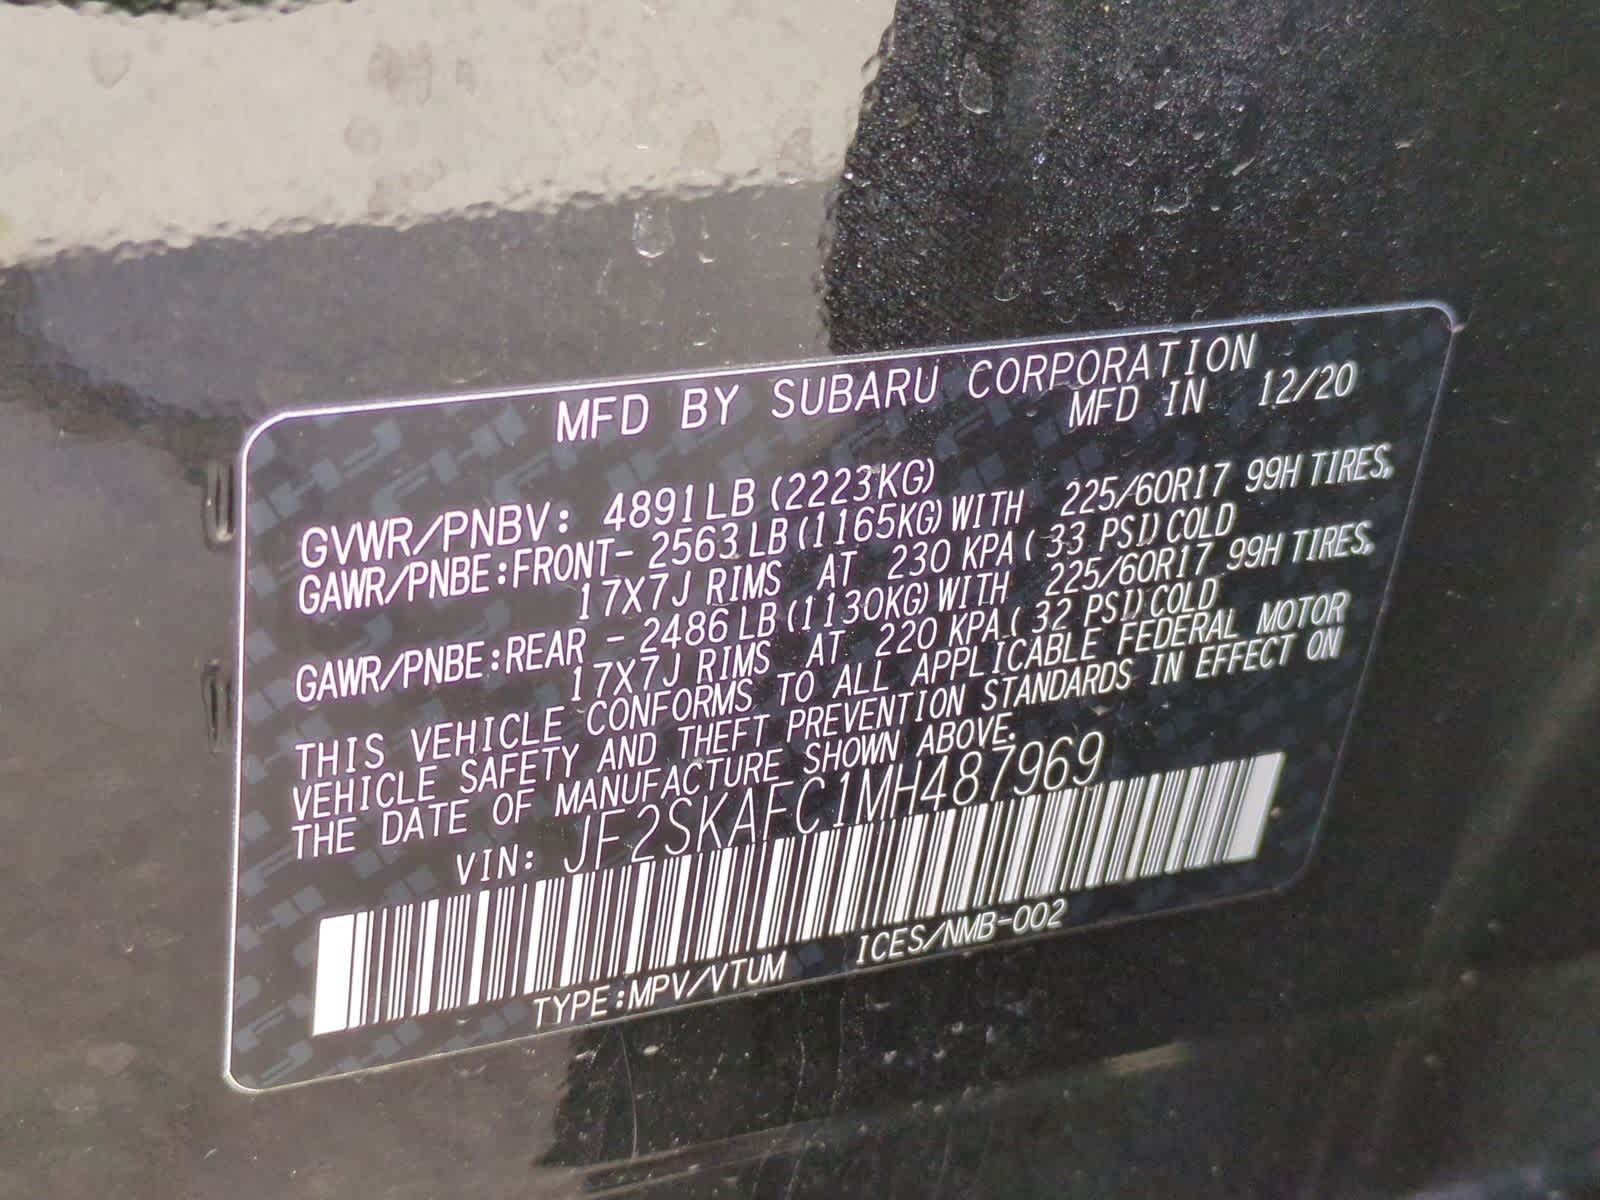 MFD BY SUBARU CORPORATION
MFD IN 12/20
GVWR/PNBV: 4891LB (2223KG)
GAWR/PNBE:FRONT- 2563LB(1165KG)WITH 225/60R17 99H TIRES,
17X7J RIMS AT 230 KPA( 33 PSI)COLD
GAWR/PNBE:REAR - 2486LB(1130KG)WITH 225/60R17 99H TIRES,
17X7J RIMS AT 220 KPA( 32 PSI)COLD
THIS VEHICLE CONFORMS TO ALL APPLICABLE FEDERAL MOTOR
VEHICLE SAFETY AND THEFT PREVENTION STANDARDS IN EFFECT ON
THE DATE OF MANUFACTURE SHOWN ABOVE.
VIN: JF2SKAFC1MH487969
TYPE:MPV/VTUM ICES/NMB-002